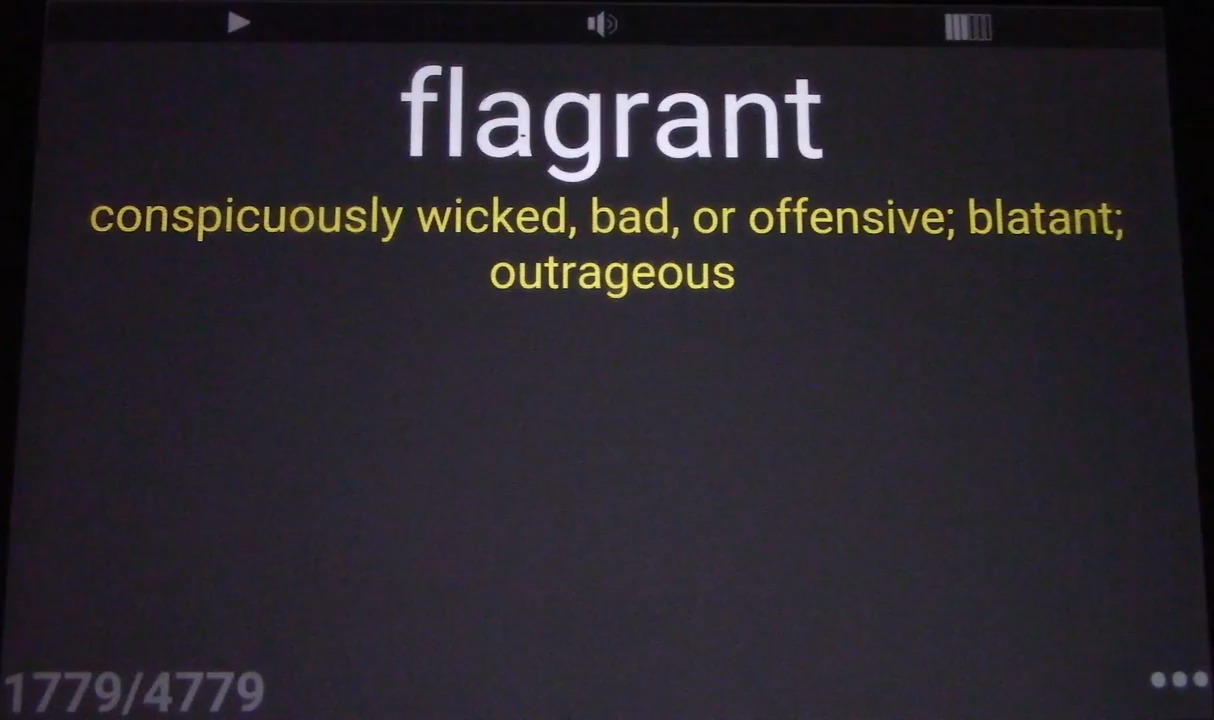 flagrant
conspicuously wicked, bad, or offensive; blatant;
outrageous
1779/4779